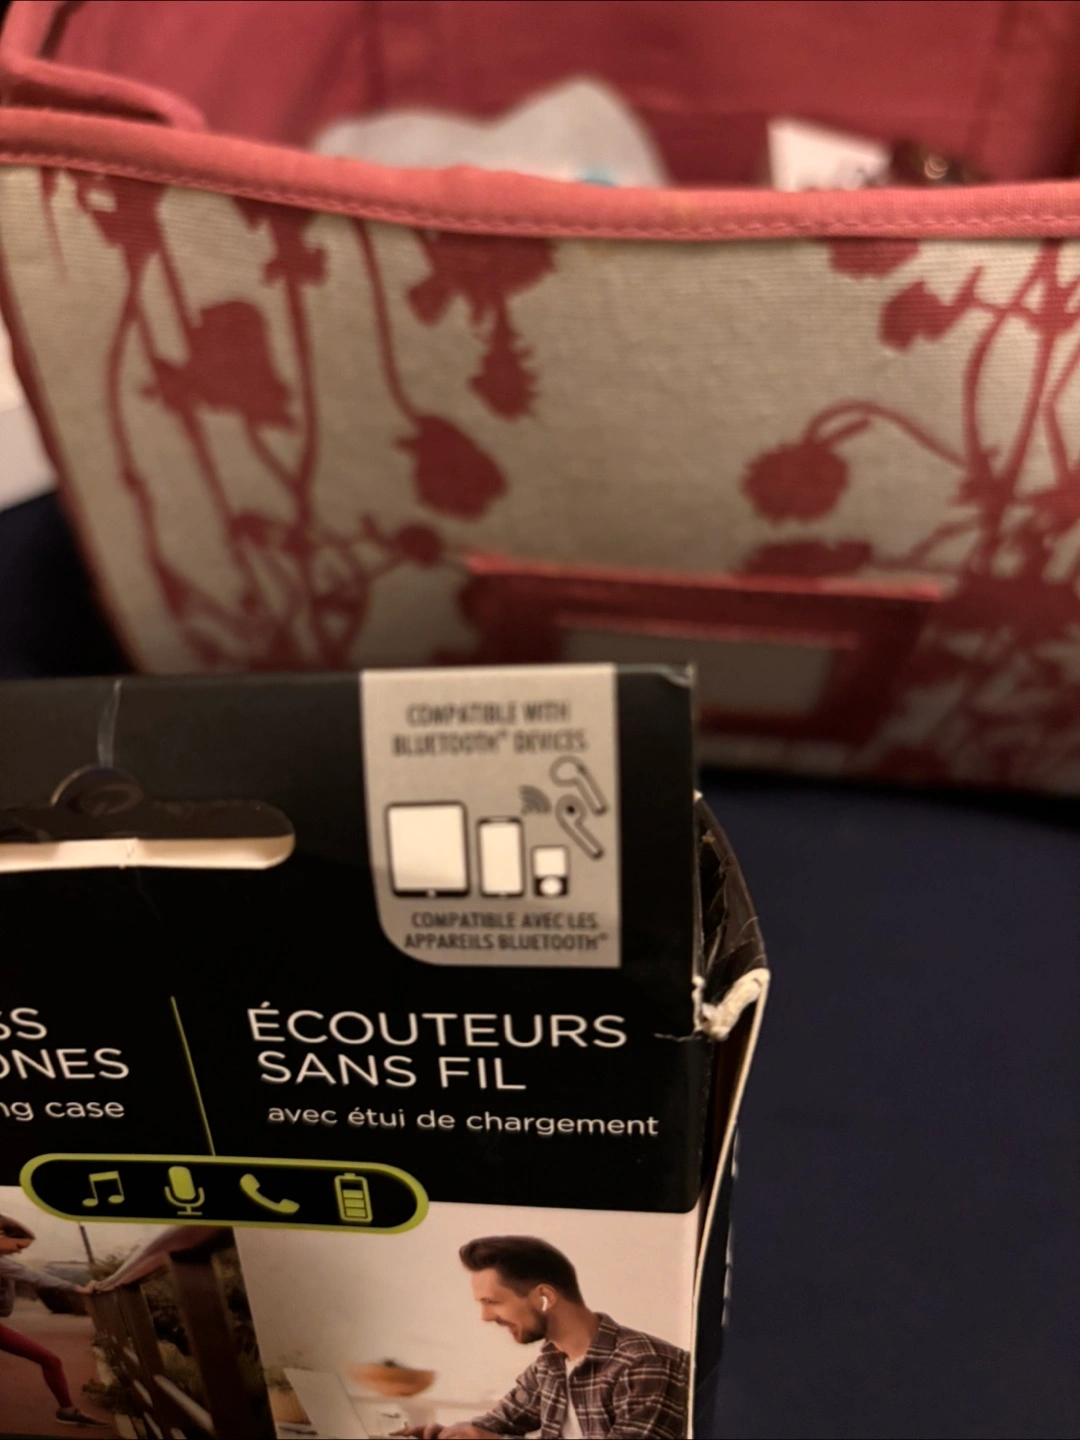 COMPATIBLE WITH
BLUETOOTH® DEVICES
COMPATIBLE AVEC LES
APPAREILS BLUETOOTH®
SS
ONES
ng case
ÉCOUTEURS
SANS FIL
avec étui de chargement